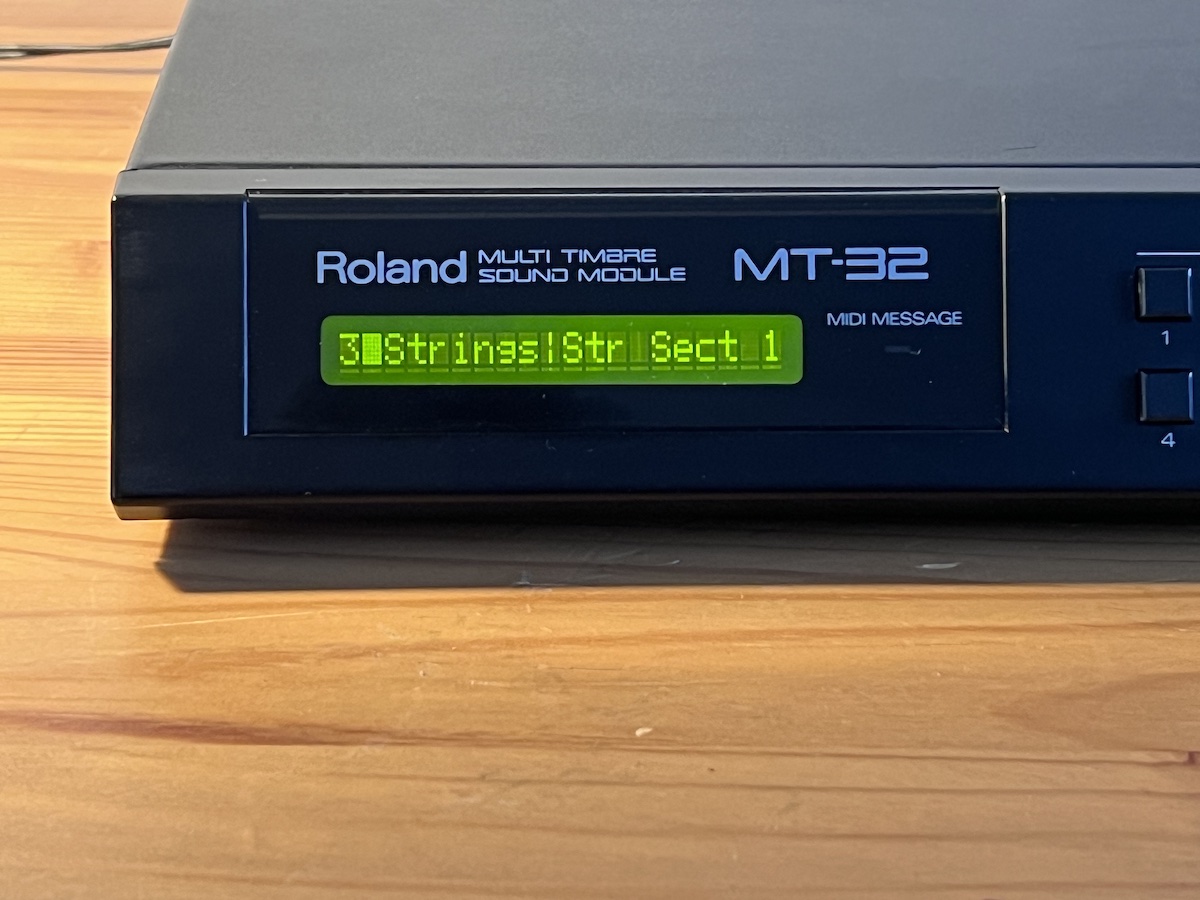 Roland MULTI TIMBRE
SOUND MODULE
MT-32
MIDI MESSAGE
3█Strings|Str Sect 1
1
4